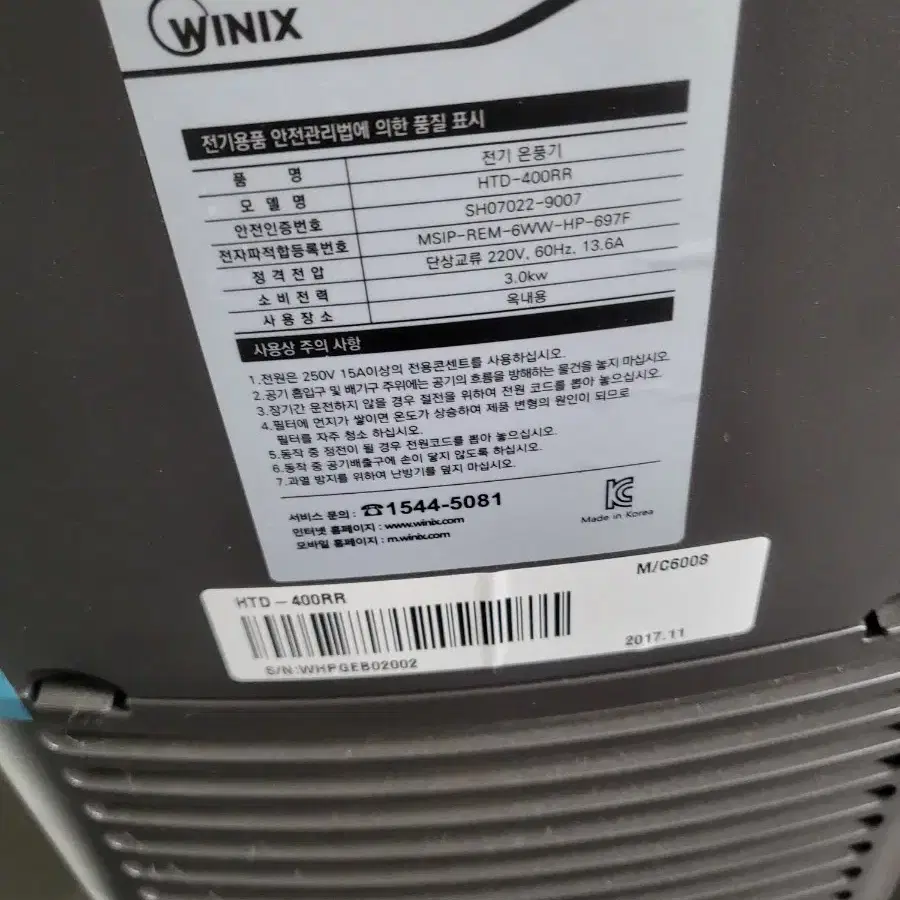 WINIX
전기용품 안전관리법에 의한 품질 표시
품 명 전기 온풍기
모 델 명 HTD-400RR
안전인증번호 SH07022-9007
전자파적합등록번호 MSIP-REM-6WW-HP-697F
정 격 전 압 단상교류 220V, 60Hz, 13.6A
소 비 전 력 3.0kw
사 용 장 소 옥내용
사용상 주의 사항
1.전원은 250V 15A이상의 전용콘센트를 사용하십시오.
2.공기 흡입구 및 배기구 주위에는 공기의 흐름을 방해하는 물건을 놓지 마십시오.
3.장기간 운전하지 않을 경우 절전을 위하여 전원 코드를 뽑아 놓으십시오.
4.필터에 먼지가 쌓이면 온도가 상승하여 제품 변형의 원인이 되므로
필터를 자주 청소 하십시오.
5.동작 중 정전이 될 경우 전원코드를 뽑아 놓으십시오.
6.동작 중 공기배출구에 손이 닿지 않도록 하십시오.
7.과열 방지를 위하여 난방기를 덮지 마십시오.
서비스 문의 : ☎1544-5081
인터넷 홈페이지 : www.winix.com
모바일 홈페이지 : m.winix.com
Made in Korea
HTD-400RR
M/C6008
2017.11
S/N:WHPGEB02002